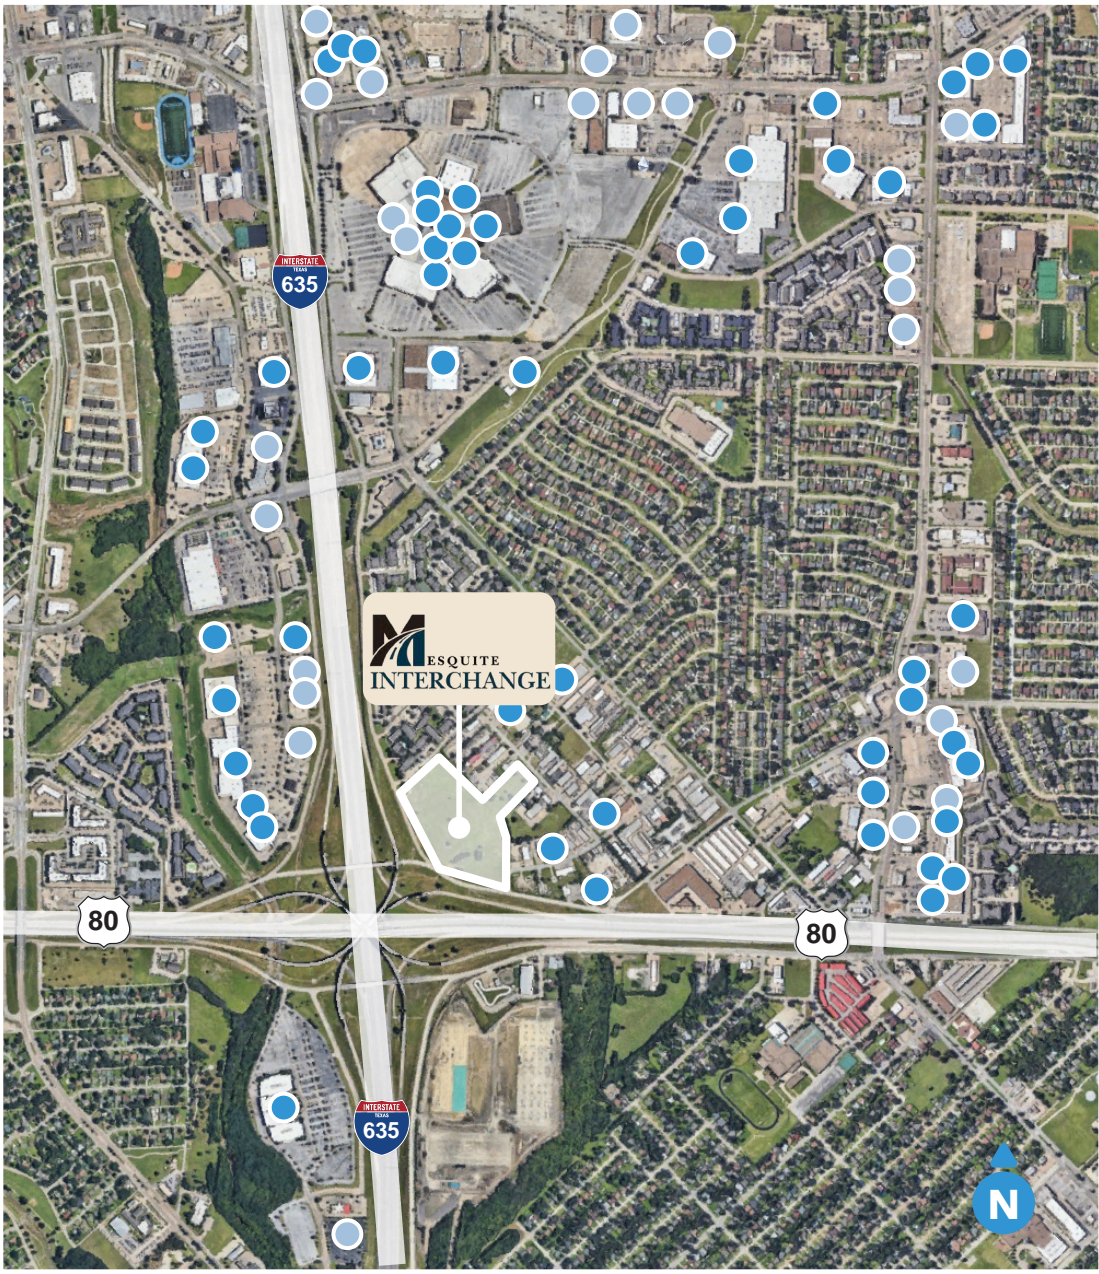 INTERSTATE
TEXAS
635
MESQUITE
INTERCHANGE
80
80
INTERSTATE
TEXAS
635
N